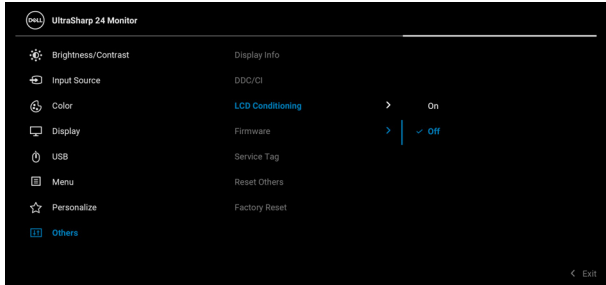 DELL UltraSharp 24 Monitor
Brightness/Contrast Display Info
Input Source DDC/CI
Color LCD Conditioning > On
Display Firmware > ✓ Off
USB Service Tag
Menu Reset Others
Personalize Factory Reset
Others
< Exit